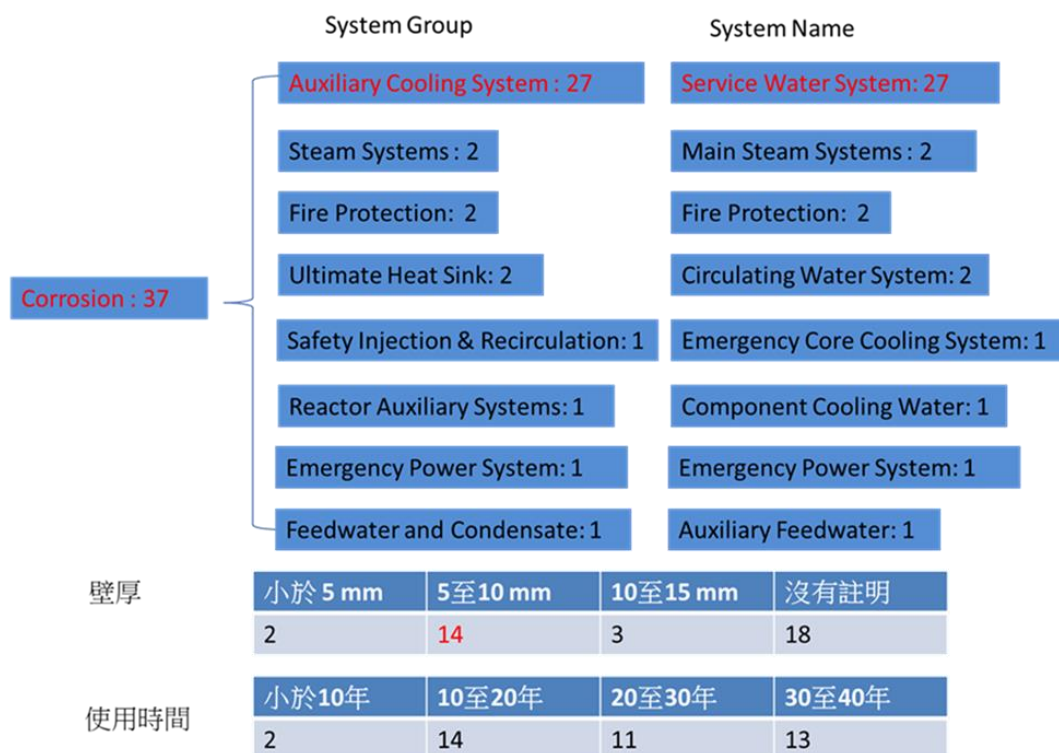 System Group System Name
Auxiliary Cooling System : 27 Service Water System: 27
Steam Systems : 2 Main Steam Systems : 2
Fire Protection: 2 Fire Protection: 2
Ultimate Heat Sink: 2 Circulating Water System: 2
Corrosion : 37
Safety Injection & Recirculation: 1 Emergency Core Cooling System: 1
Reactor Auxiliary Systems: 1 Component Cooling Water: 1
Emergency Power System: 1 Emergency Power System: 1
Feedwater and Condensate: 1 Auxiliary Feedwater: 1
壁厚 小於 5 mm 5至10 mm 10至15 mm 沒有註明
2 14 3 18
使用時間 小於10年 10至20年 20至30年 30至40年
2 14 11 13